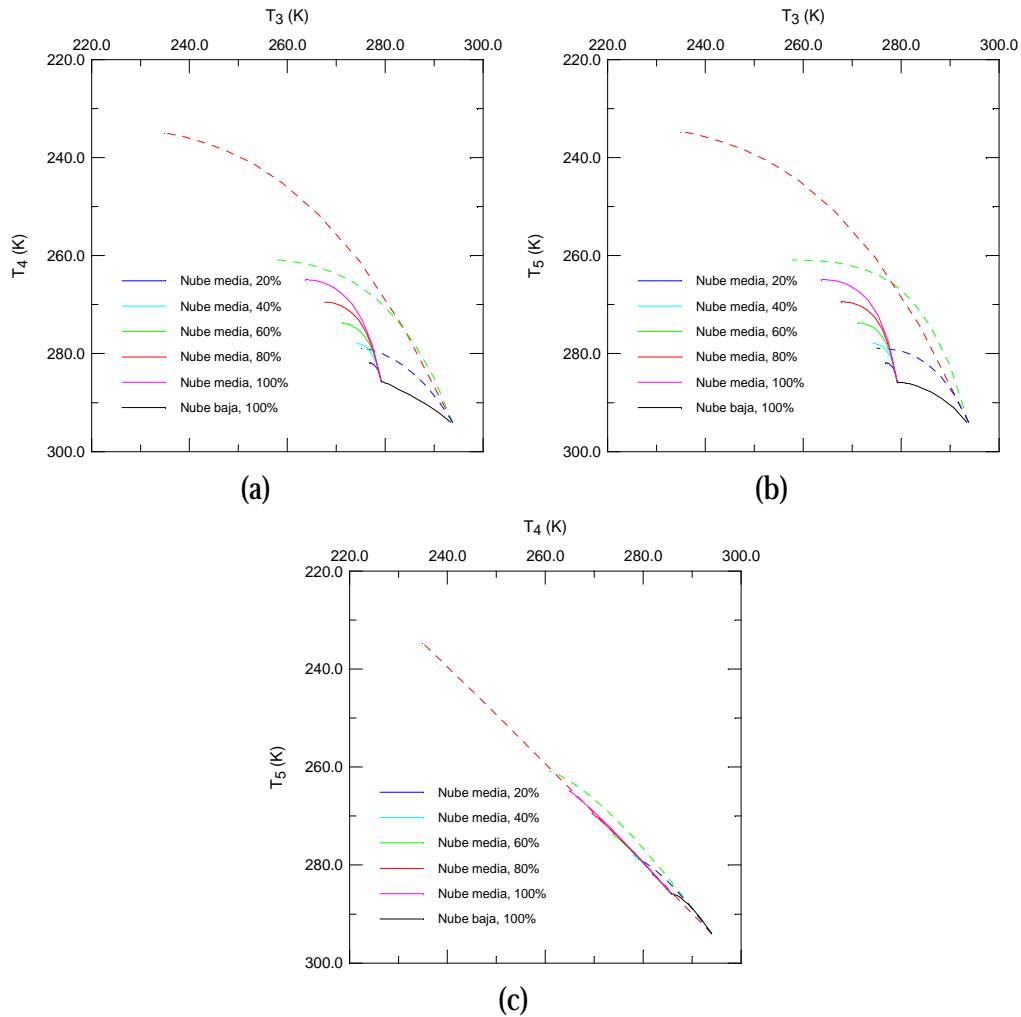 T3 (K)
220.0 240.0 260.0 280.0 300.0
220.0
240.0
260.0
280.0
300.0
T4 (K)
Nube media, 20%
Nube media, 40%
Nube media, 60%
Nube media, 80%
Nube media, 100%
Nube baja, 100%
(a)
T3 (K)
220.0 240.0 260.0 280.0 300.0
220.0
240.0
260.0
280.0
300.0
T5 (K)
Nube media, 20%
Nube media, 40%
Nube media, 60%
Nube media, 80%
Nube media, 100%
Nube baja, 100%
(b)
T4 (K)
220.0 240.0 260.0 280.0 300.0
220.0
240.0
260.0
280.0
300.0
T5 (K)
Nube media, 20%
Nube media, 40%
Nube media, 60%
Nube media, 80%
Nube media, 100%
Nube baja, 100%
(c)